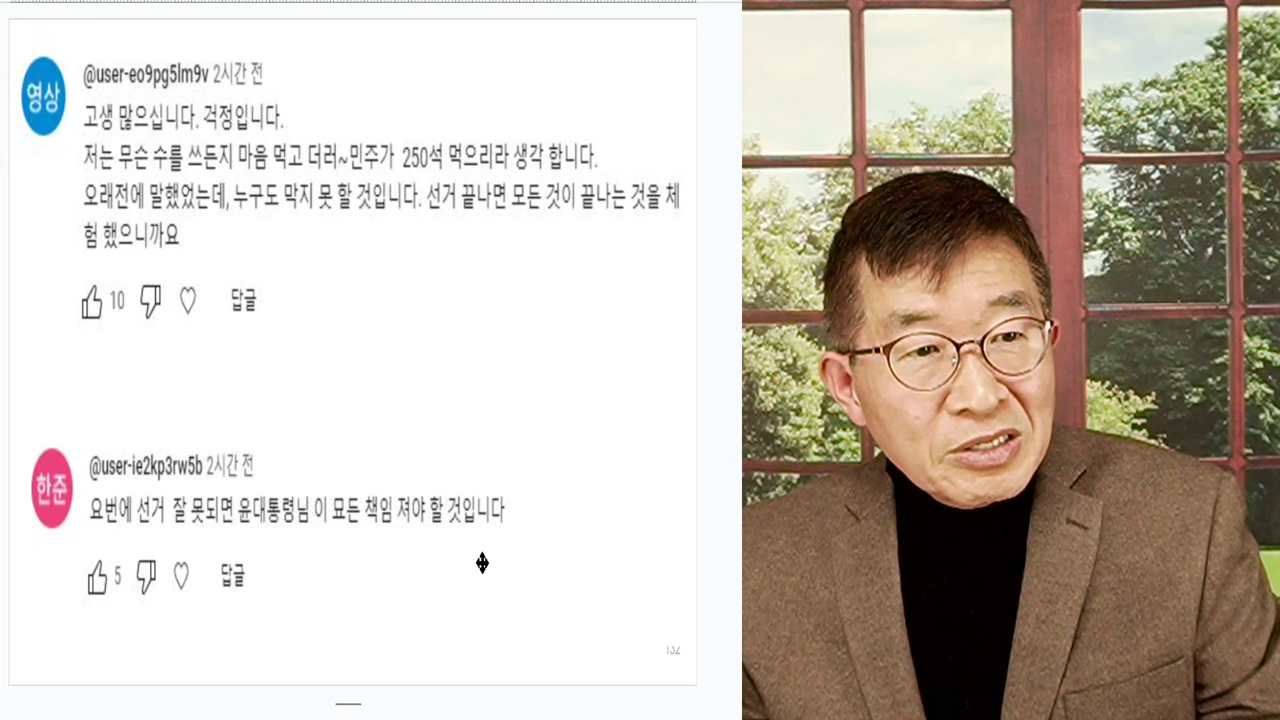 영상
@user-eo9pg5lm9v 2시간 전
고생 많으십니다. 걱정입니다.
저는 무슨 수를 쓰든지 마음 먹고 더러~민주가 250석 먹으리라 생각 합니다.
오래전에 말했었는데, 누구도 막지 못 할 것입니다. 선거 끝나면 모든 것이 끝나는 것을 체
험 했으니까요
10 답글
한준
@user-ie2kp3rw5b 2시간 전
요번에 선거 잘 못되면 윤대통령님 이 모든 책임 져야 할 것입니다
5 답글
132